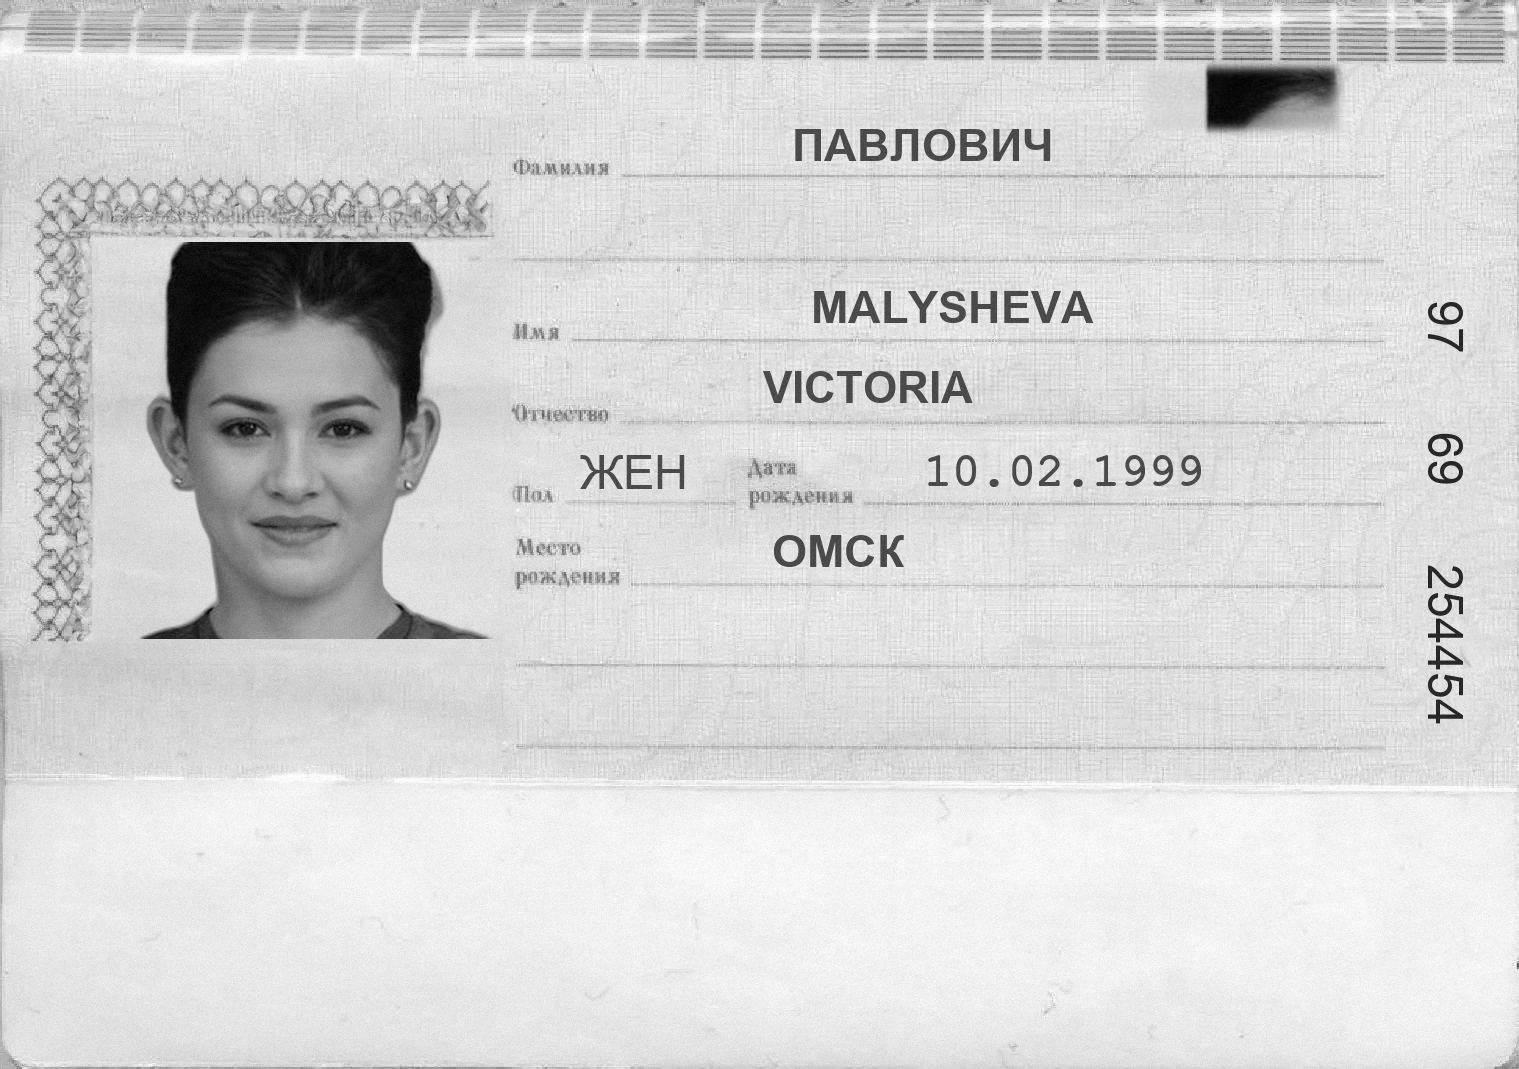 Фамилия ПАВЛОВИЧ
Имя MALYSHEVA
Отчество VICTORIA
Пол ЖЕН Дата рождения 10.02.1999
Место рождения ОМСК
97 69 254454